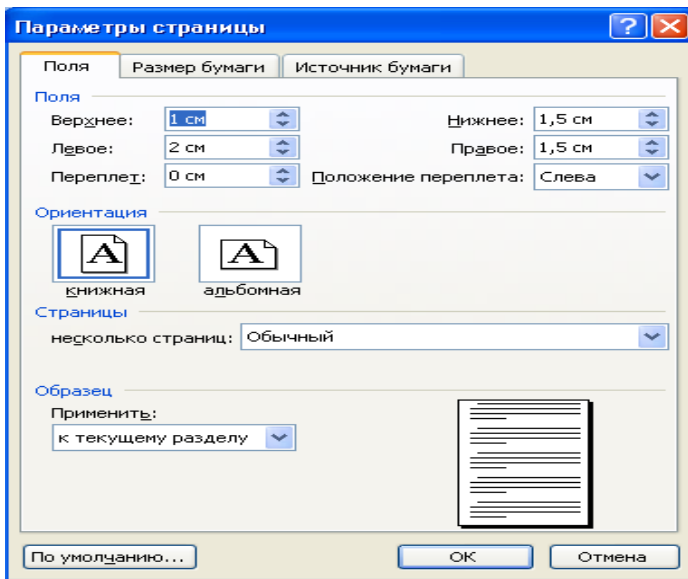 Параметры страницы
Поля Размер бумаги Источник бумаги
Поля
Верхнее: 1 см Нижнее: 1,5 см
Левое: 2 см Правое: 1,5 см
Переплет: 0 см Положение переплета: Слева
Ориентация
A A
книжная альбомная
Страницы
несколько страниц: Обычный
Образец
Применить:
к текущему разделу
По умолчанию... ОК Отмена